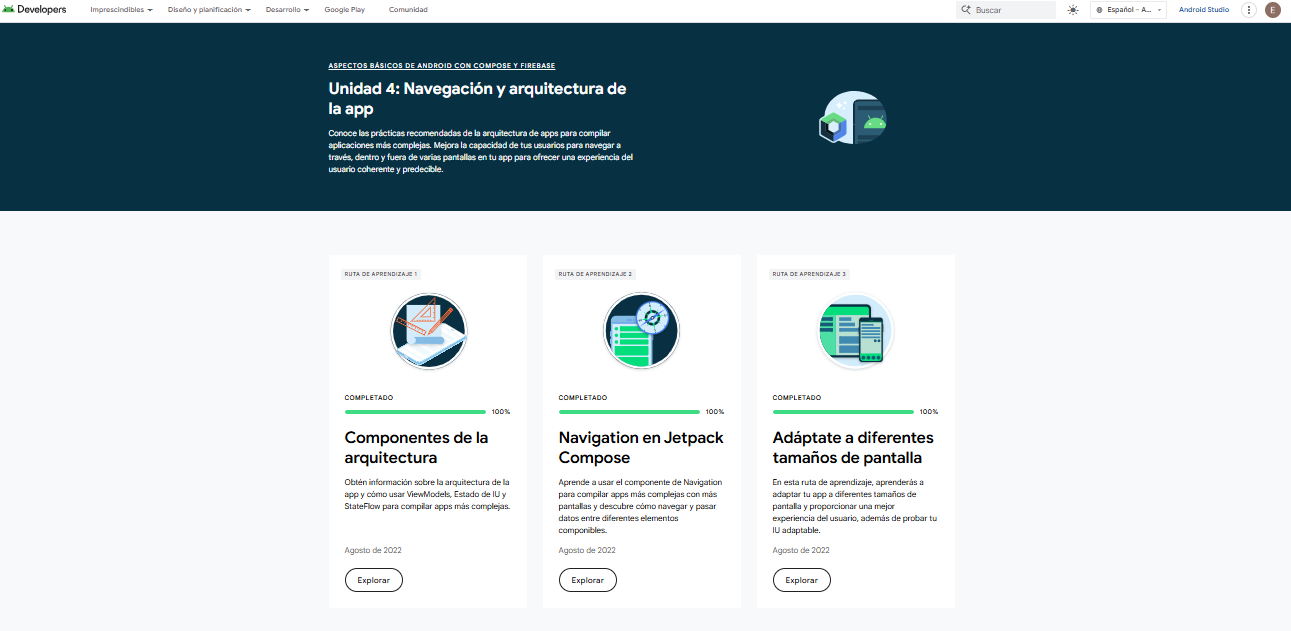 Developers
Imprescindibles
Diseño y planificación
Desarrollo
Google Play
Comunidad
Buscar
Español – A...
Android Studio
E
ASPECTOS BÁSICOS DE ANDROID CON COMPOSE Y FIREBASE
Unidad 4: Navegación y arquitectura de
la app
Conoce las prácticas recomendadas de la arquitectura de apps para compilar
aplicaciones más complejas. Mejora la capacidad de tus usuarios para navegar a
través, dentro y fuera de varias pantallas en tu app para ofrecer una experiencia del
usuario coherente y predecible.
RUTA DE APRENDIZAJE 1
COMPLETADO
100%
Componentes de la
arquitectura
Obtén información sobre la arquitectura de la
app y cómo usar ViewModels, Estado de IU y
StateFlow para compilar apps más complejas.
Agosto de 2022
Explorar
RUTA DE APRENDIZAJE 2
COMPLETADO
100%
Navigation en Jetpack
Compose
Aprende a usar el componente de Navigation
para compilar apps más complejas con más
pantallas y descubre cómo navegar y pasar
datos entre diferentes elementos
componibles.
Agosto de 2022
Explorar
RUTA DE APRENDIZAJE 3
COMPLETADO
100%
Adáptate a diferentes
tamaños de pantalla
En esta ruta de aprendizaje, aprenderás a
adaptar tu app a diferentes tamaños de
pantalla y proporcionar una mejor
experiencia del usuario, además de probar tu
IU adaptable.
Agosto de 2022
Explorar